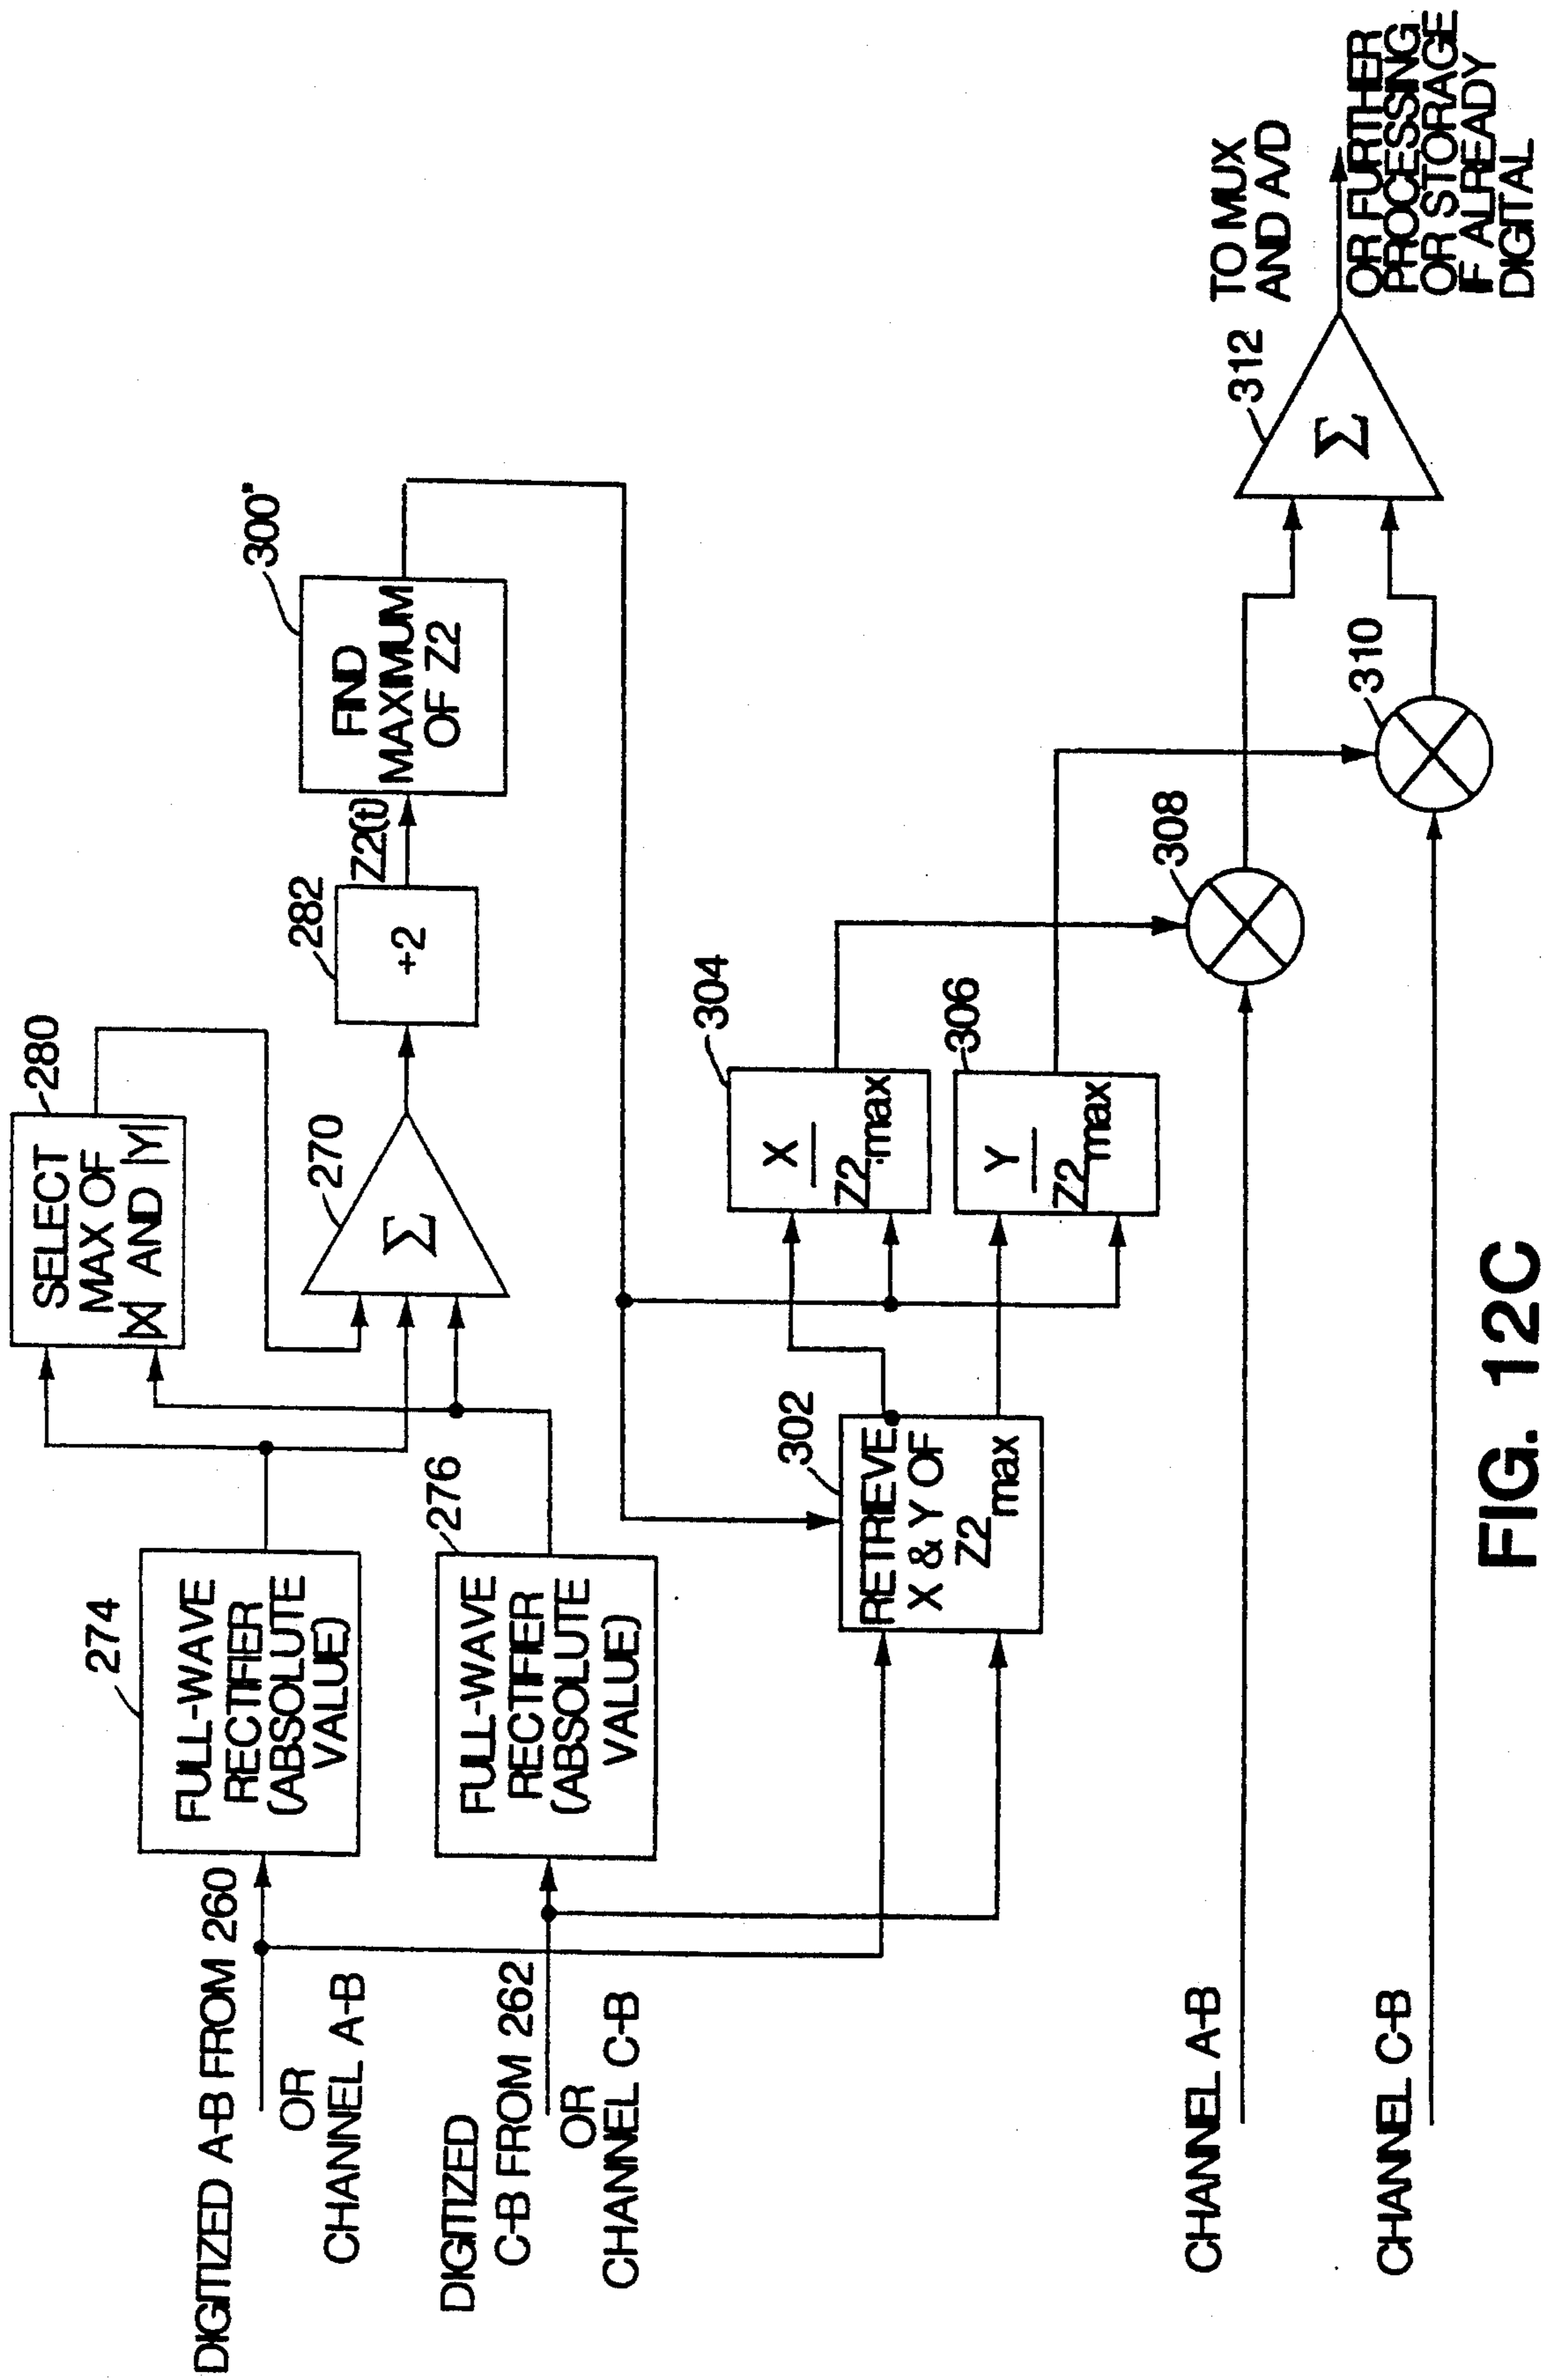 DIGITIZED A-B FROM 260
OR
CHANNEL A-B
DIGITIZED
C-B FROM 262
OR
CHANNEL C-B
274
FULL-WAVE
RECTIFIER
(ABSOLUTE
VALUE)
276
FULL-WAVE
RECTIFIER
(ABSOLUTE
VALUE)
280
SELECT
MAX OF
|X| AND |Y|
270
Σ
282
+2
Z2(t)
300"
FIND
MAXIMUM
OF Z2
302
RETRIEVE
X & Y OF
Z2max
304
X
Z2max
306
Y
Z2max
308
310
CHANNEL A-B
CHANNEL C-B
312
Σ
TO MUX
AND A/D
OR FURTHER
PROCESSING
OR STORAGE
IF ALREADY
DIGITAL
FIG. 12C